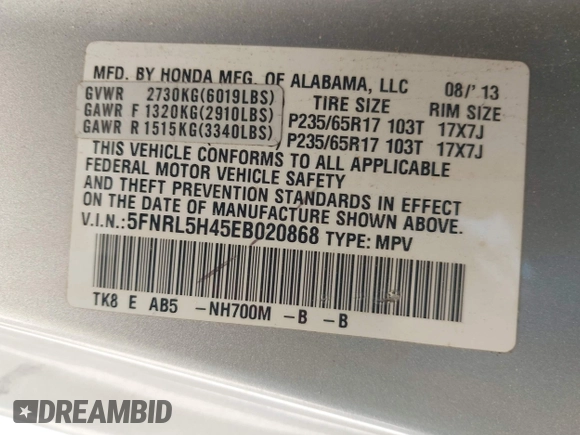 MFD. BY HONDA MFG. OF ALABAMA, LLC 08/' 13
GVWR 2730KG(6019LBS) TIRE SIZE RIM SIZE
GAWR F 1320KG(2910LBS) P235/65R17 103T 17X7J
GAWR R 1515KG(3340LBS) P235/65R17 103T 17X7J
THIS VEHICLE CONFORMS TO ALL APPLICABLE
FEDERAL MOTOR VEHICLE SAFETY
AND THEFT PREVENTION STANDARDS IN EFFECT
ON THE DATE OF MANUFACTURE SHOWN ABOVE.
V.I.N.: 5FNRL5H45EB020868 TYPE: MPV
TK8 E AB5 -NH700M -B -B
DREAMBID